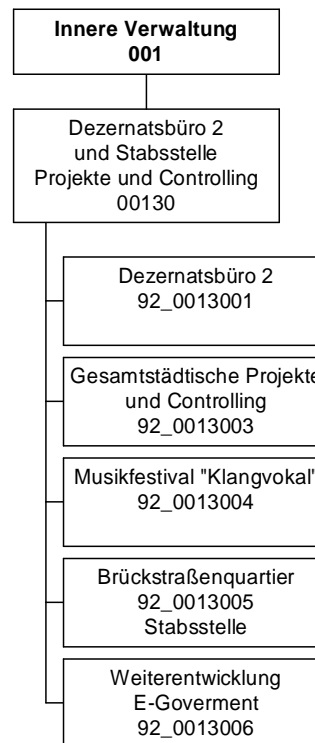 Innere Verwaltung
001
Dezernatsbüro 2
und Stabsstelle
Projekte und Controlling
00130
Dezernatsbüro 2
92_0013001
Gesamtstädtische Projekte
und Controlling
92_0013003
Musikfestival "Klangvokal"
92_0013004
Brückstraßenquartier
92_0013005
Stabsstelle
Weiterentwicklung
E-Goverment
92_0013006